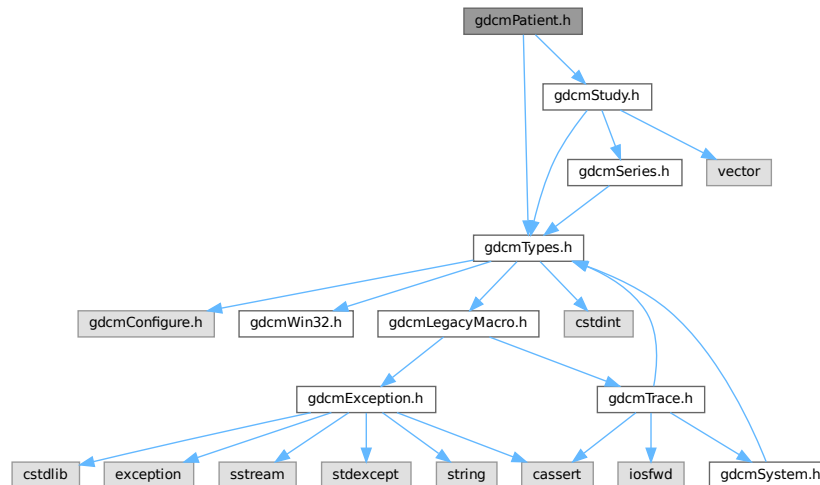 gdcmPatient.h
gdcmStudy.h
gdcmSeries.h
vector
gdcmTypes.h
gdcmConfigure.h
gdcmWin32.h
gdcmLegacyMacro.h
cstdint
gdcmException.h
gdcmTrace.h
cstdlib
exception
sstream
stdexcept
string
cassert
iosfwd
gdcmSystem.h